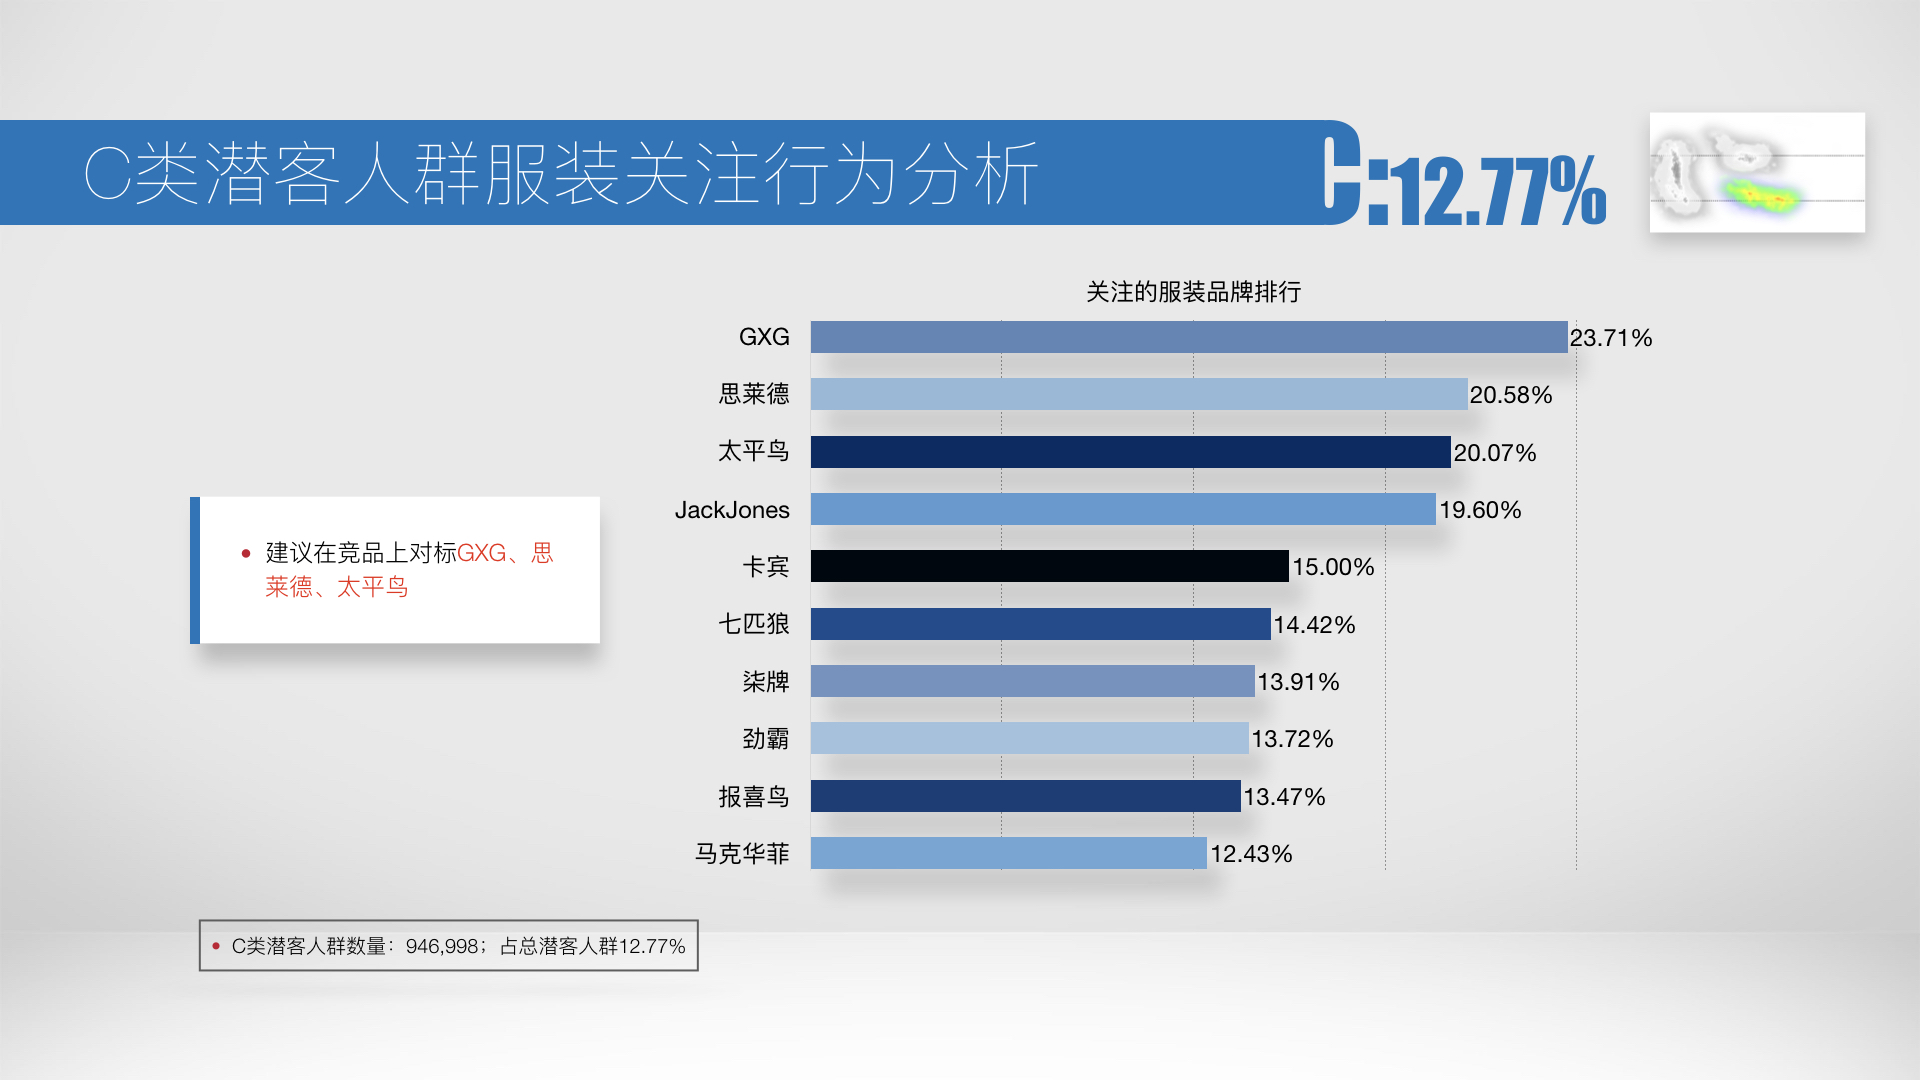 C类潜客人群服装关注行为分析
C:12.77%
关注的服装品牌排行
GXG 23.71%
思莱德 20.58%
太平鸟 20.07%
JackJones 19.60%
卡宾 15.00%
七匹狼 14.42%
柒牌 13.91%
劲霸 13.72%
报喜鸟 13.47%
马克华菲 12.43%
• 建议在竞品上对标GXG、思
莱德、太平鸟
• C类潜客人群数量：946,998；占总潜客人群12.77%